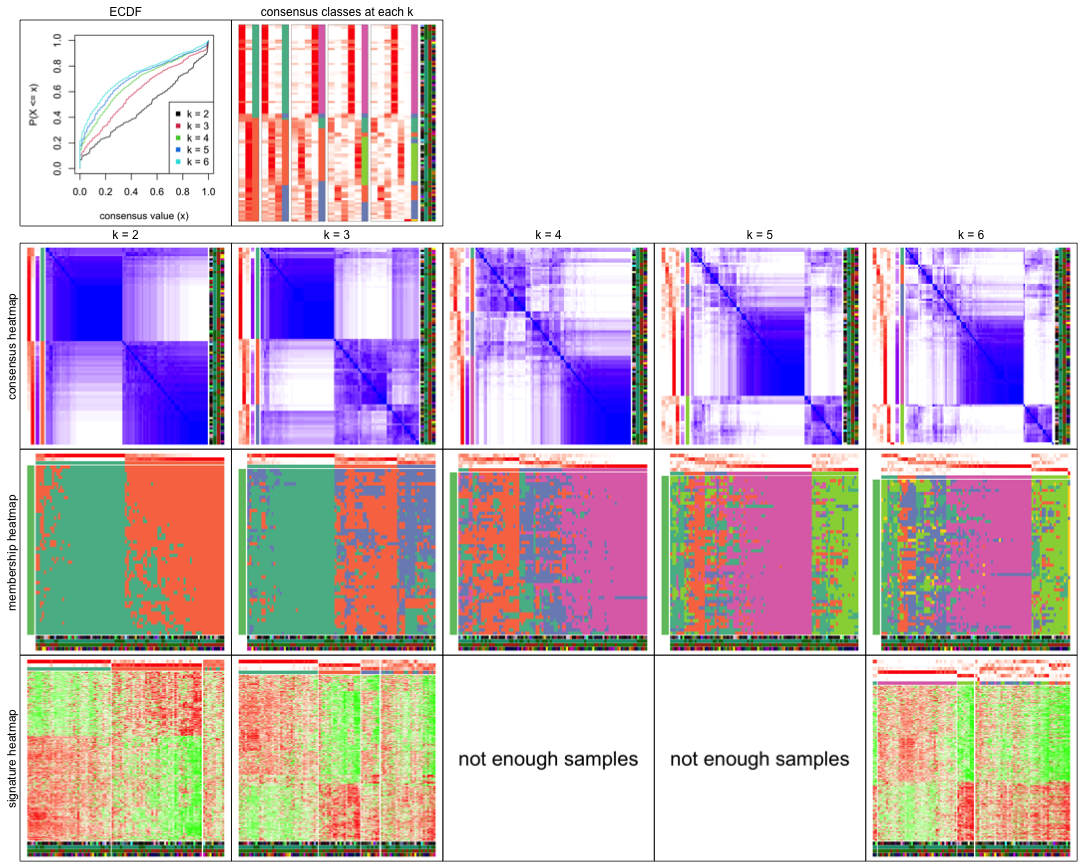 ECDF
consensus classes at each k
P(X <= x)
1.0
0.8
0.6
0.4
0.2
0.0
k = 2
k = 3
k = 4
k = 5
k = 6
0.0 0.2 0.4 0.6 0.8 1.0
consensus value (x)
k = 2
k = 3
k = 4
k = 5
k = 6
consensus heatmap
membership heatmap
signature heatmap
not enough samples
not enough samples